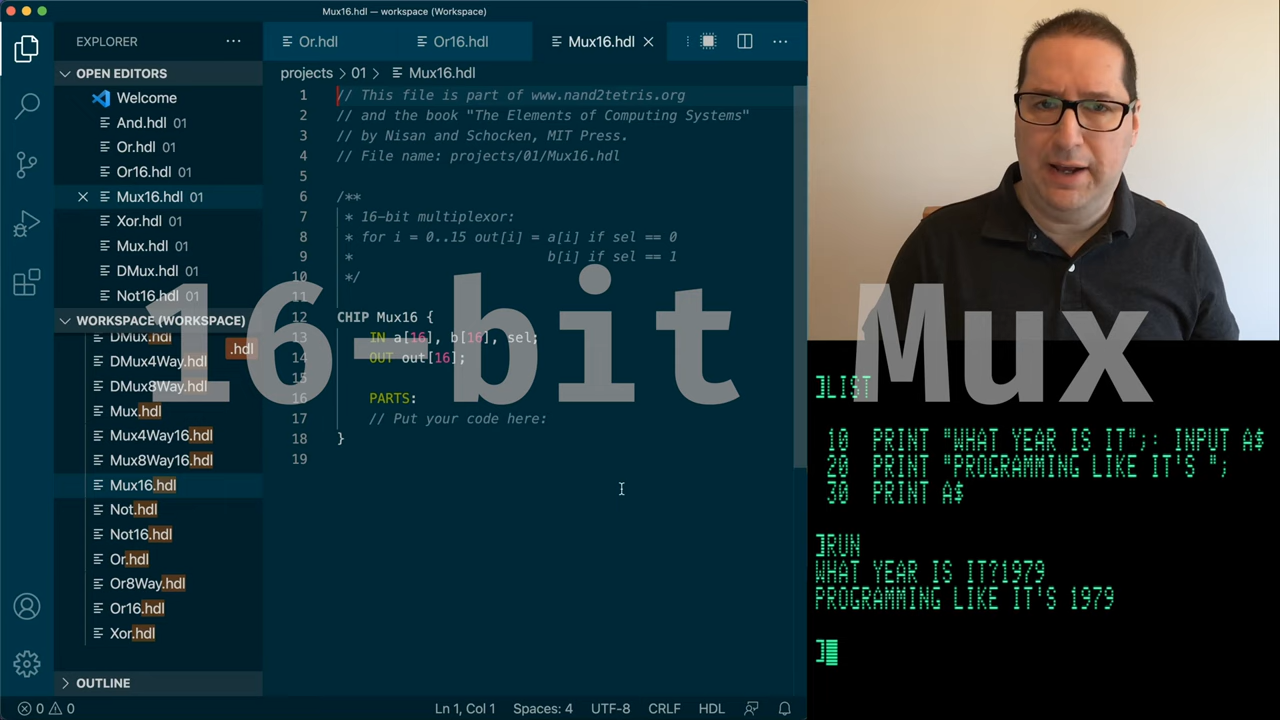 Mux16.hdl — workspace (Workspace)
EXPLORER
OPEN EDITORS
Welcome
And.hdl 01
Or.hdl 01
Or16.hdl 01
Mux16.hdl 01
Xor.hdl 01
Mux.hdl 01
DMux.hdl 01
Not16.hdl 01
WORKSPACE (WORKSPACE)
DMux.hdl
.hdl
DMux4Way.hdl
DMux8Way.hdl
Mux.hdl
Mux4Way16.hdl
Mux8Way16.hdl
Mux16.hdl
Not.hdl
Not16.hdl
Or.hdl
Or8Way.hdl
Or16.hdl
Xor.hdl
OUTLINE
Or.hdl Or16.hdl Mux16.hdl
projects > 01 > Mux16.hdl
1 // This file is part of www.nand2tetris.org
2 // and the book "The Elements of Computing Systems"
3 // by Nisan and Schocken, MIT Press.
4 // File name: projects/01/Mux16.hdl
5
6 /**
7 * 16-bit multiplexor:
8 * for i = 0..15 out[i] = a[i] if sel == 0
9 * b[i] if sel == 1
10 */
11
12 CHIP Mux16 {
13 IN a[16], b[16], sel;
14 OUT out[16];
15
16 PARTS:
17 // Put your code here:
18 }
19
16-bit Mux
]LIST
10 PRINT "WHAT YEAR IS IT";: INPUT A$
20 PRINT "PROGRAMMING LIKE IT'S ";
30 PRINT A$
]RUN
WHAT YEAR IS IT?1979
PROGRAMMING LIKE IT'S 1979
]
0 0 Ln 1, Col 1 Spaces: 4 UTF-8 CRLF HDL